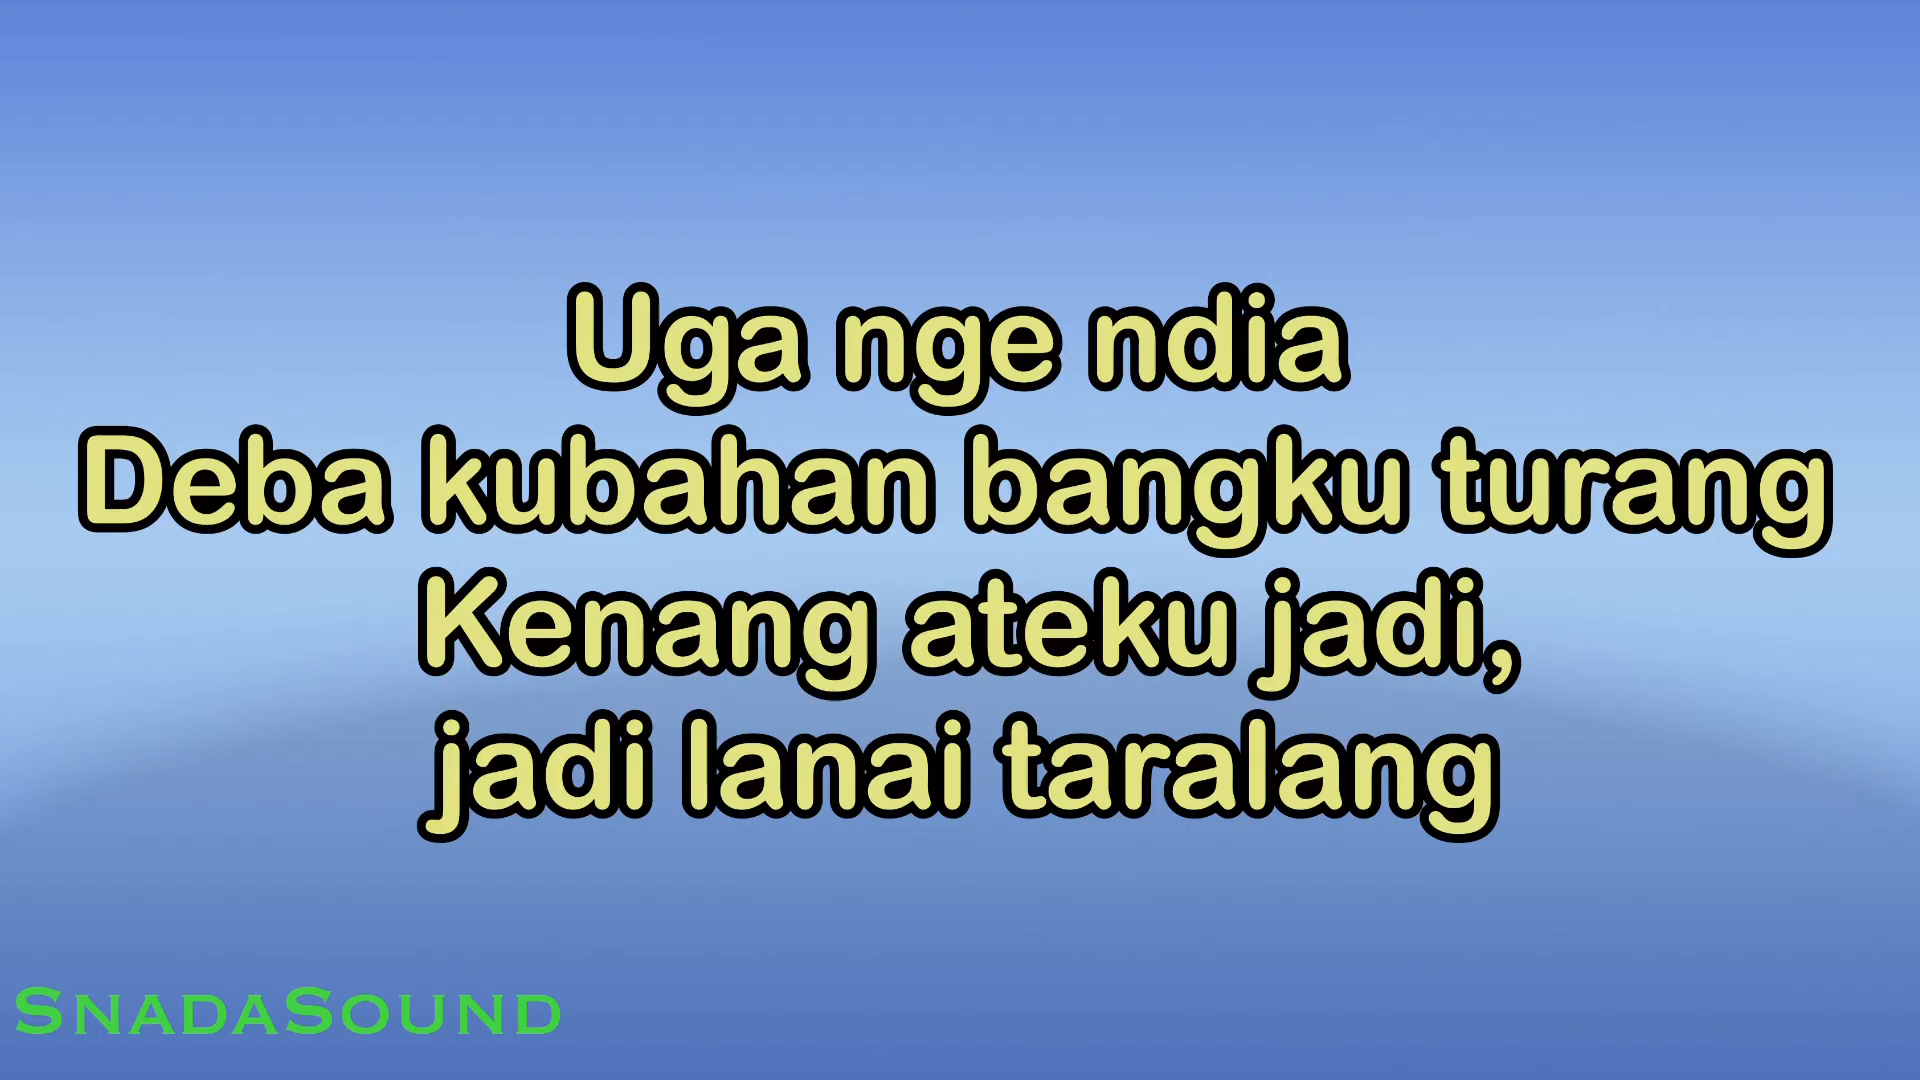 Uga nge ndia
Deba kubahan bangku turang
Kenang ateku jadi,
jadi lanai taralang
SNADASOUND